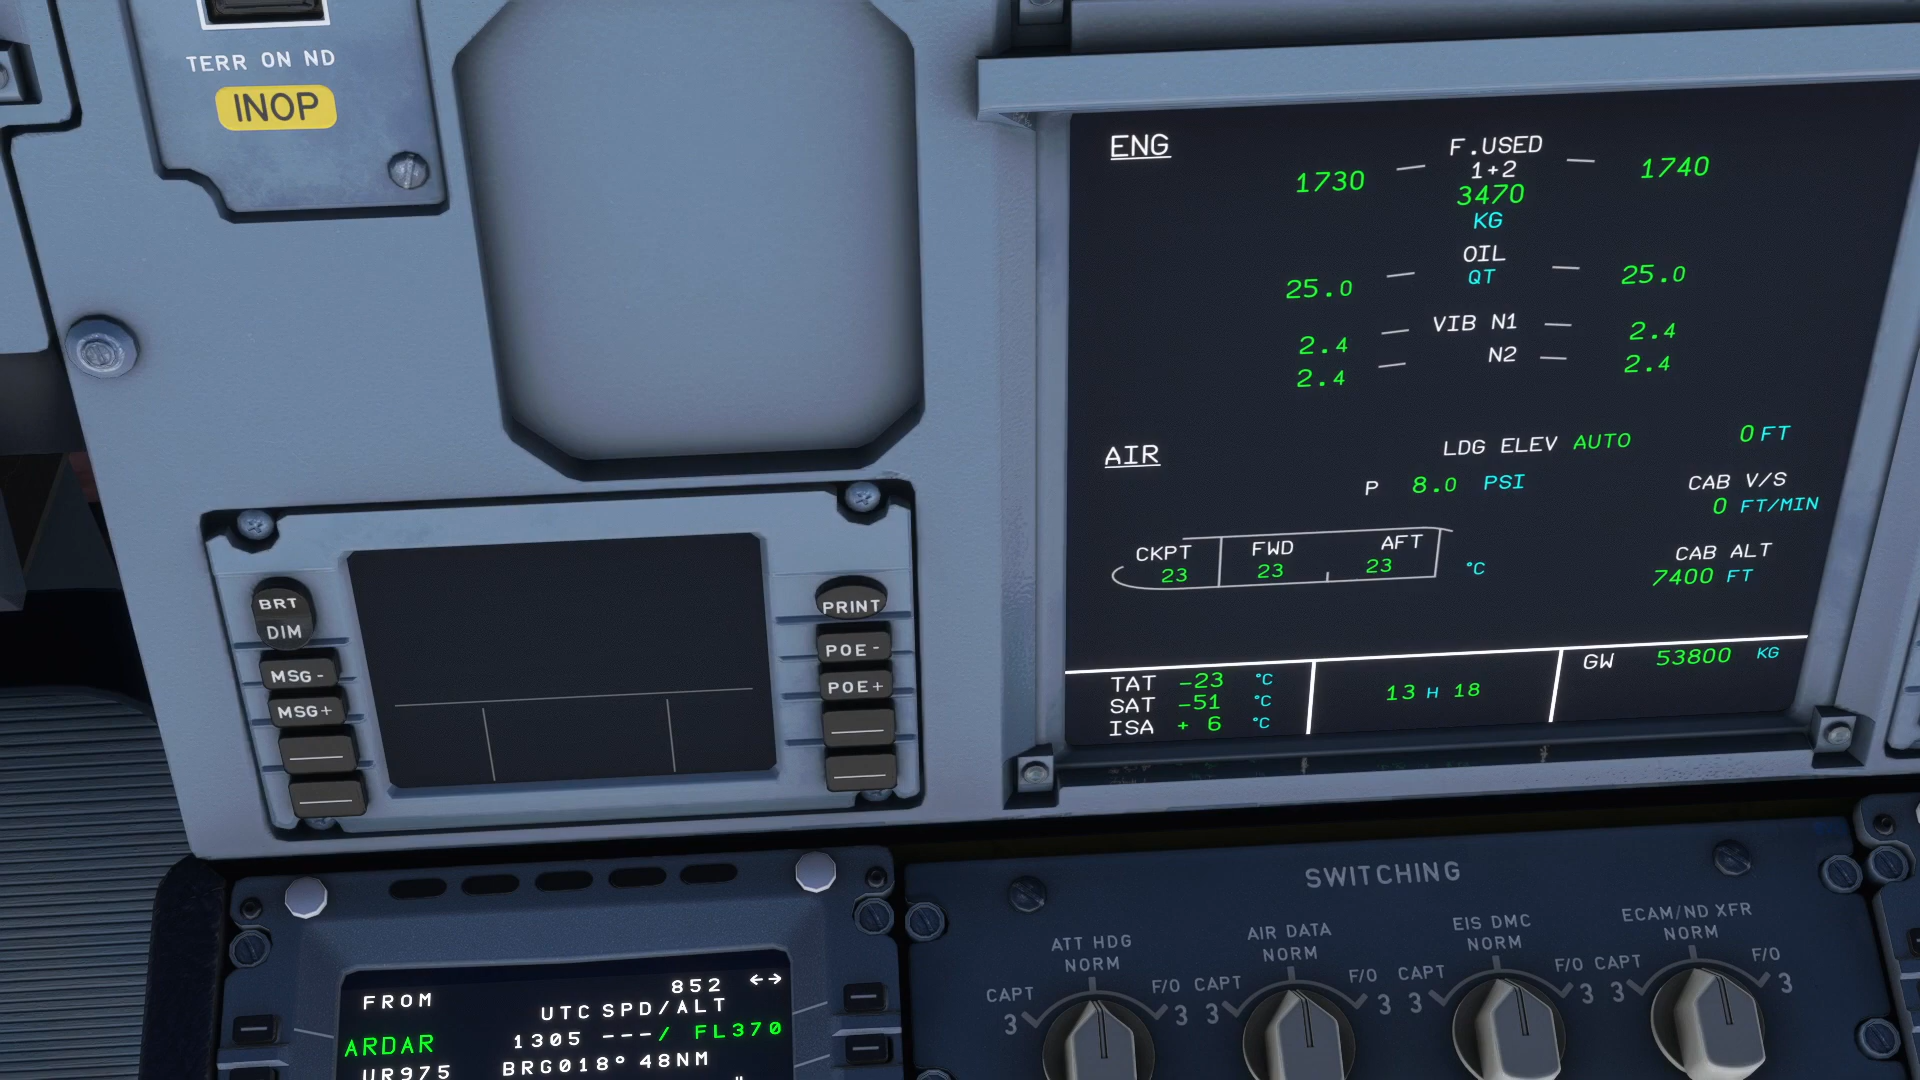 TERR ON ND
INOP
BRT
DIM
MSG-
MSG+
PRINT
POE-
POE+
ENG
F.USED
1+2
1730 — 3470 — 1740
KG
OIL
25.0 — QT — 25.0
2.4 — VIB N1 — 2.4
2.4 — N2 — 2.4
AIR
LDG ELEV AUTO 0 FT
P 8.0 PSI
CAB V/S
0 FT/MIN
CKPT FWD AFT
23 23 23 °C
CAB ALT
7400 FT
TAT -23 °C
SAT -51 °C
ISA + 6 °C
13 H 18
GW 53800 KG
SWITCHING
ATT HDG
NORM
CAPT F/O
3 3
AIR DATA
NORM
CAPT F/O
3 3
EIS DMC
NORM
CAPT F/O
3 3
ECAM/ND XFR
NORM
CAPT F/O
3 3
852 ←→
FROM
UTC SPD/ALT
ARDAR 1305 ---/ FL370
UR975 BRG018° 48NM